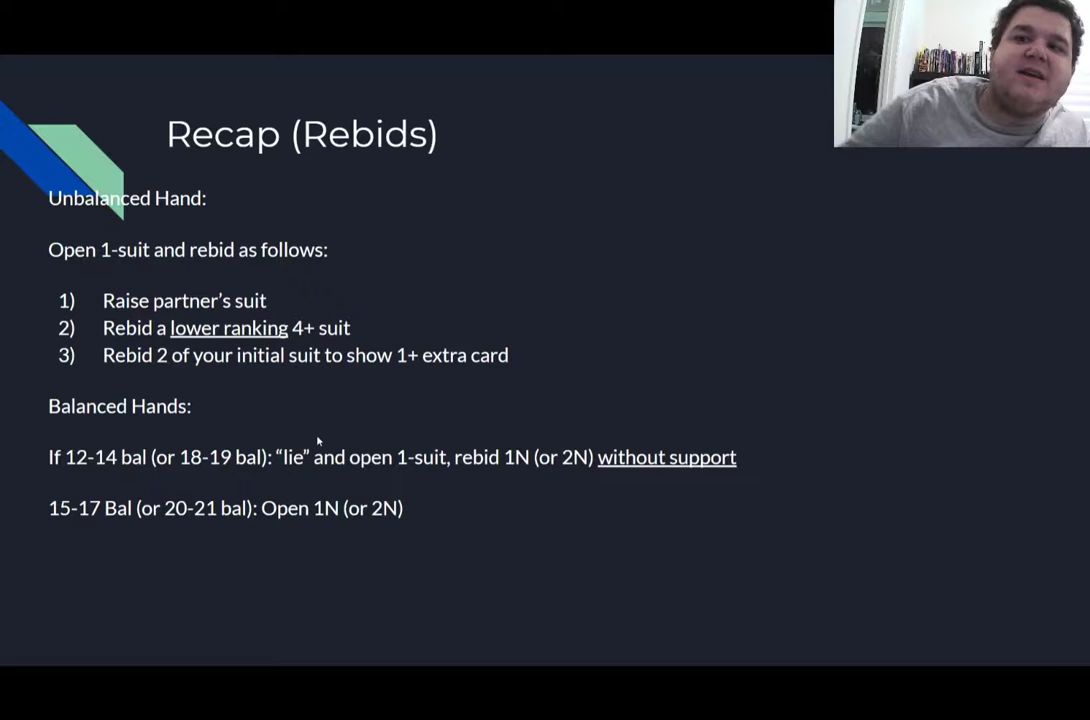 Recap (Rebids)
Unbalanced Hand:
Open 1-suit and rebid as follows:
1) Raise partner's suit
2) Rebid a lower ranking 4+ suit
3) Rebid 2 of your initial suit to show 1+ extra card
Balanced Hands:
If 12-14 bal (or 18-19 bal): “lie” and open 1-suit, rebid 1N (or 2N) without support
15-17 Bal (or 20-21 bal): Open 1N (or 2N)